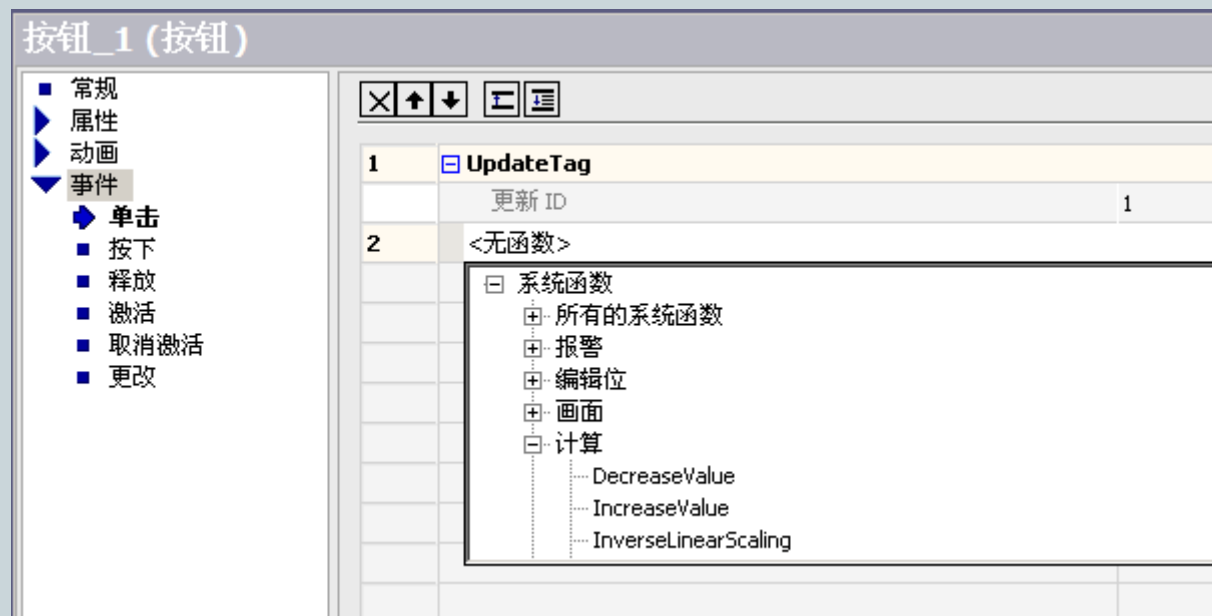 按钮_1 (按钮)
常规
属性
动画
事件
单击
按下
释放
激活
取消激活
更改
1 UpdateTag
更新 ID 1
2 <无函数>
系统函数
所有的系统函数
报警
编辑位
画面
计算
DecreaseValue
IncreaseValue
InverseLinearScaling